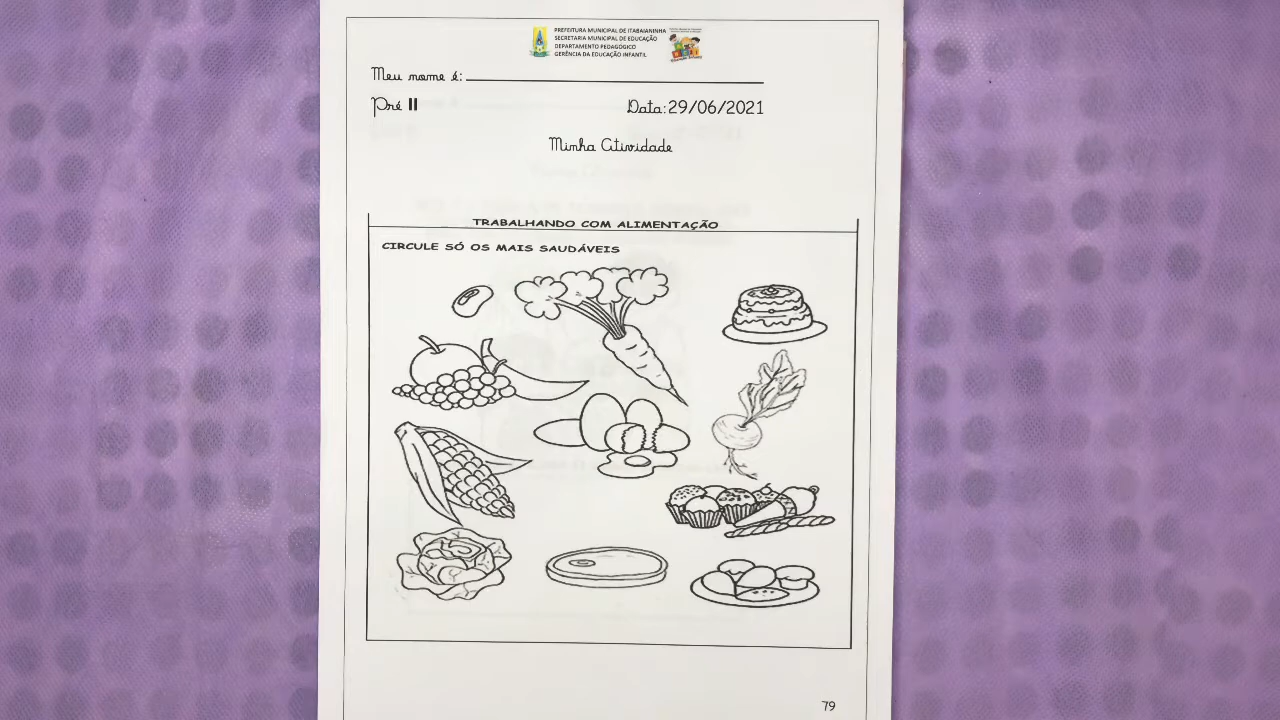 PREFEITURA MUNICIPAL DE ITABAIANINHA
SECRETARIA MUNICIPAL DE EDUCAÇÃO
DEPARTAMENTO PEDAGÓGICO
GERÊNCIA DA EDUCAÇÃO INFANTIL
Meu nome é:
Pré II
Data: 29/06/2021
Minha Atividade
TRABALHANDO COM ALIMENTAÇÃO
CIRCULE SÓ OS MAIS SAUDÁVEIS
79